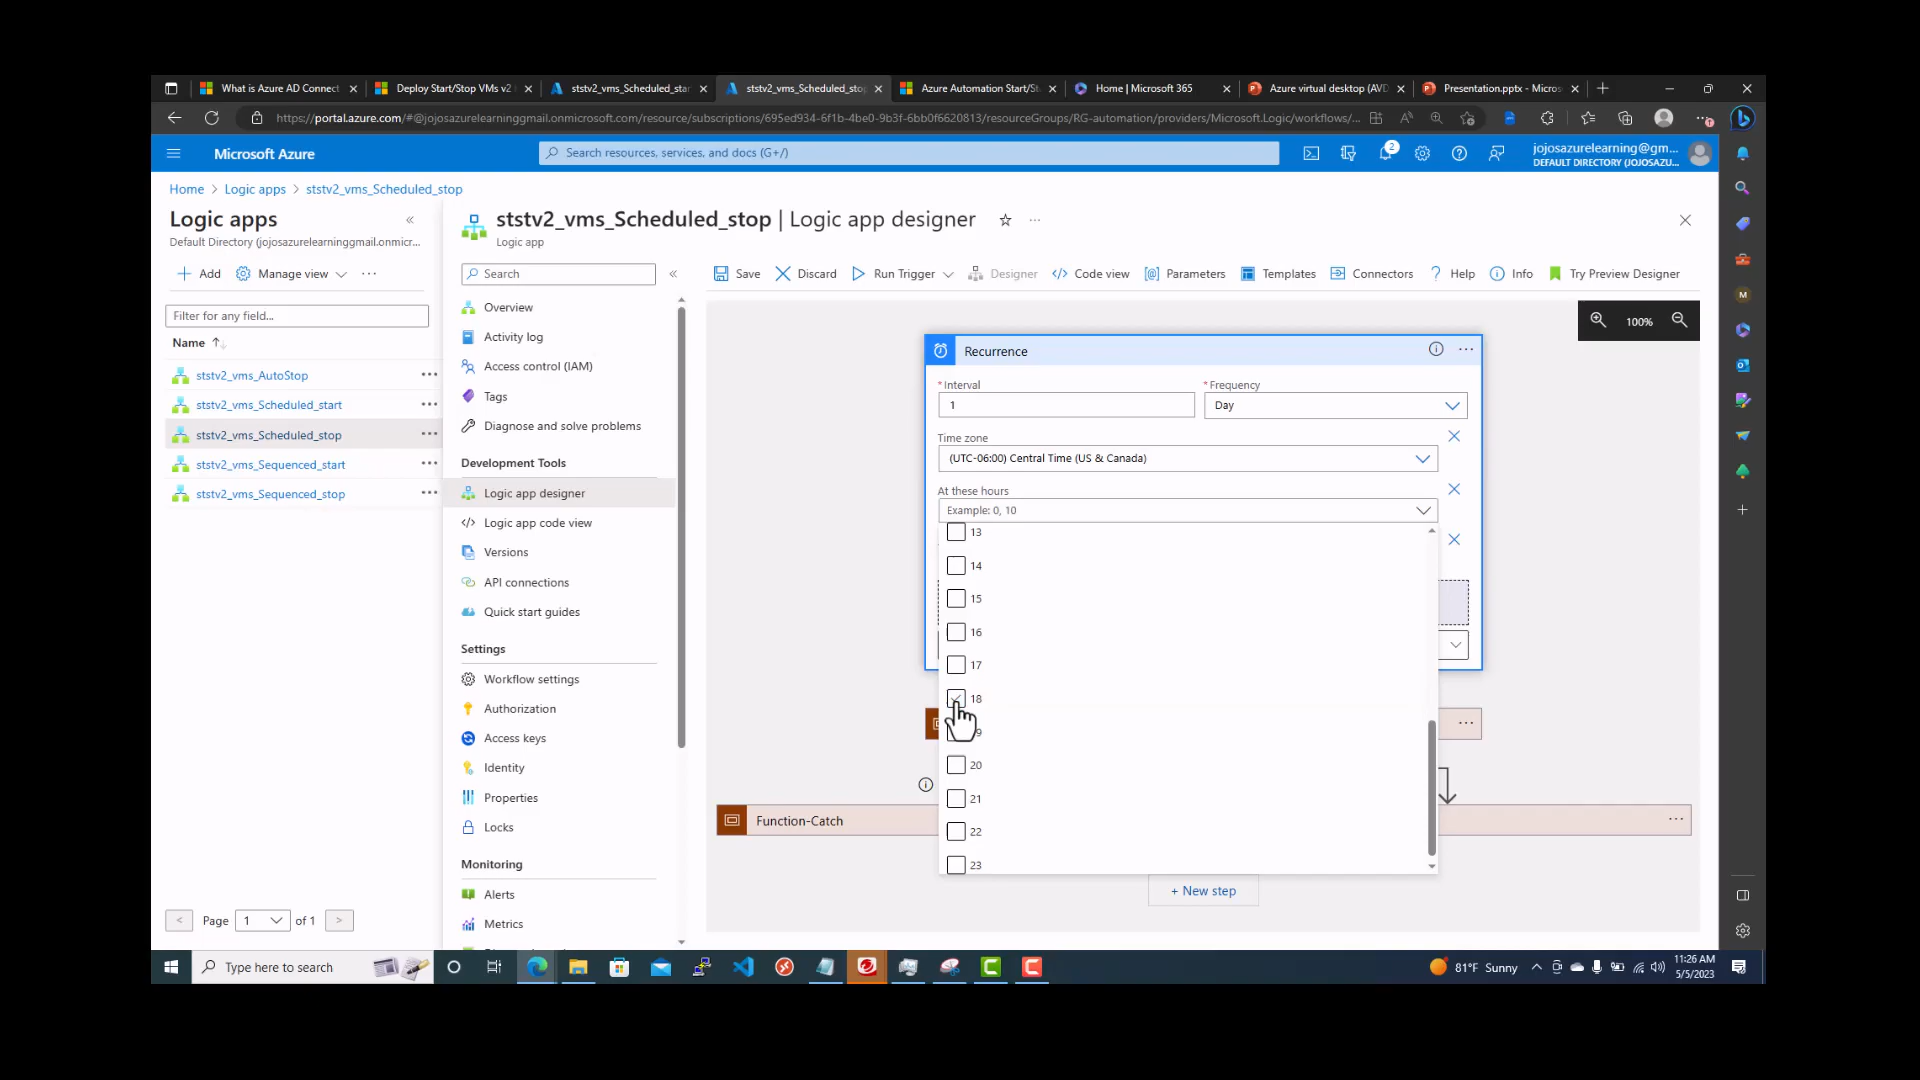 What is Azure AD Connect
Deploy Start/Stop VMs v2
ststv2_vms_Scheduled_star
ststv2_vms_Scheduled_stop
Azure Automation Start/St
Home | Microsoft 365
Azure virtual desktop (AVD
Presentation.pptx - Micros
https://portal.azure.com/#@jojosazurelearninggmail.onmicrosoft.com/resource/subscriptions/695ed934-6f1b-4be0-9b3f-6bb0f6620813/resourceGroups/RG-automation/providers/Microsoft.Logic/workflows/...
Microsoft Azure
Search resources, services, and docs (G+/)
2
jojosazurelearning@gm...
DEFAULT DIRECTORY (JOJOSAZU...
Home > Logic apps > ststv2_vms_Scheduled_stop
Logic apps
Default Directory (jojosazurelearninggmail.onmicr...
Add
Manage view
Filter for any field...
Name
ststv2_vms_AutoStop
ststv2_vms_Scheduled_start
ststv2_vms_Scheduled_stop
ststv2_vms_Sequenced_start
ststv2_vms_Sequenced_stop
< Page 1 of 1 >
ststv2_vms_Scheduled_stop | Logic app designer
Logic app
Search
Overview
Activity log
Access control (IAM)
Tags
Diagnose and solve problems
Development Tools
Logic app designer
Logic app code view
Versions
API connections
Quick start guides
Settings
Workflow settings
Authorization
Access keys
Identity
Properties
Locks
Monitoring
Alerts
Metrics
Save
Discard
Run Trigger
Designer
Code view
Parameters
Templates
Connectors
Help
Info
Try Preview Designer
100%
Recurrence
* Interval
1
* Frequency
Day
Time zone
(UTC-06:00) Central Time (US & Canada)
At these hours
Example: 0, 10
13
14
15
16
17
18
9
20
21
22
23
Function-Catch
+ New step
M
Type here to search
81°F Sunny
11:26 AM
5/5/2023